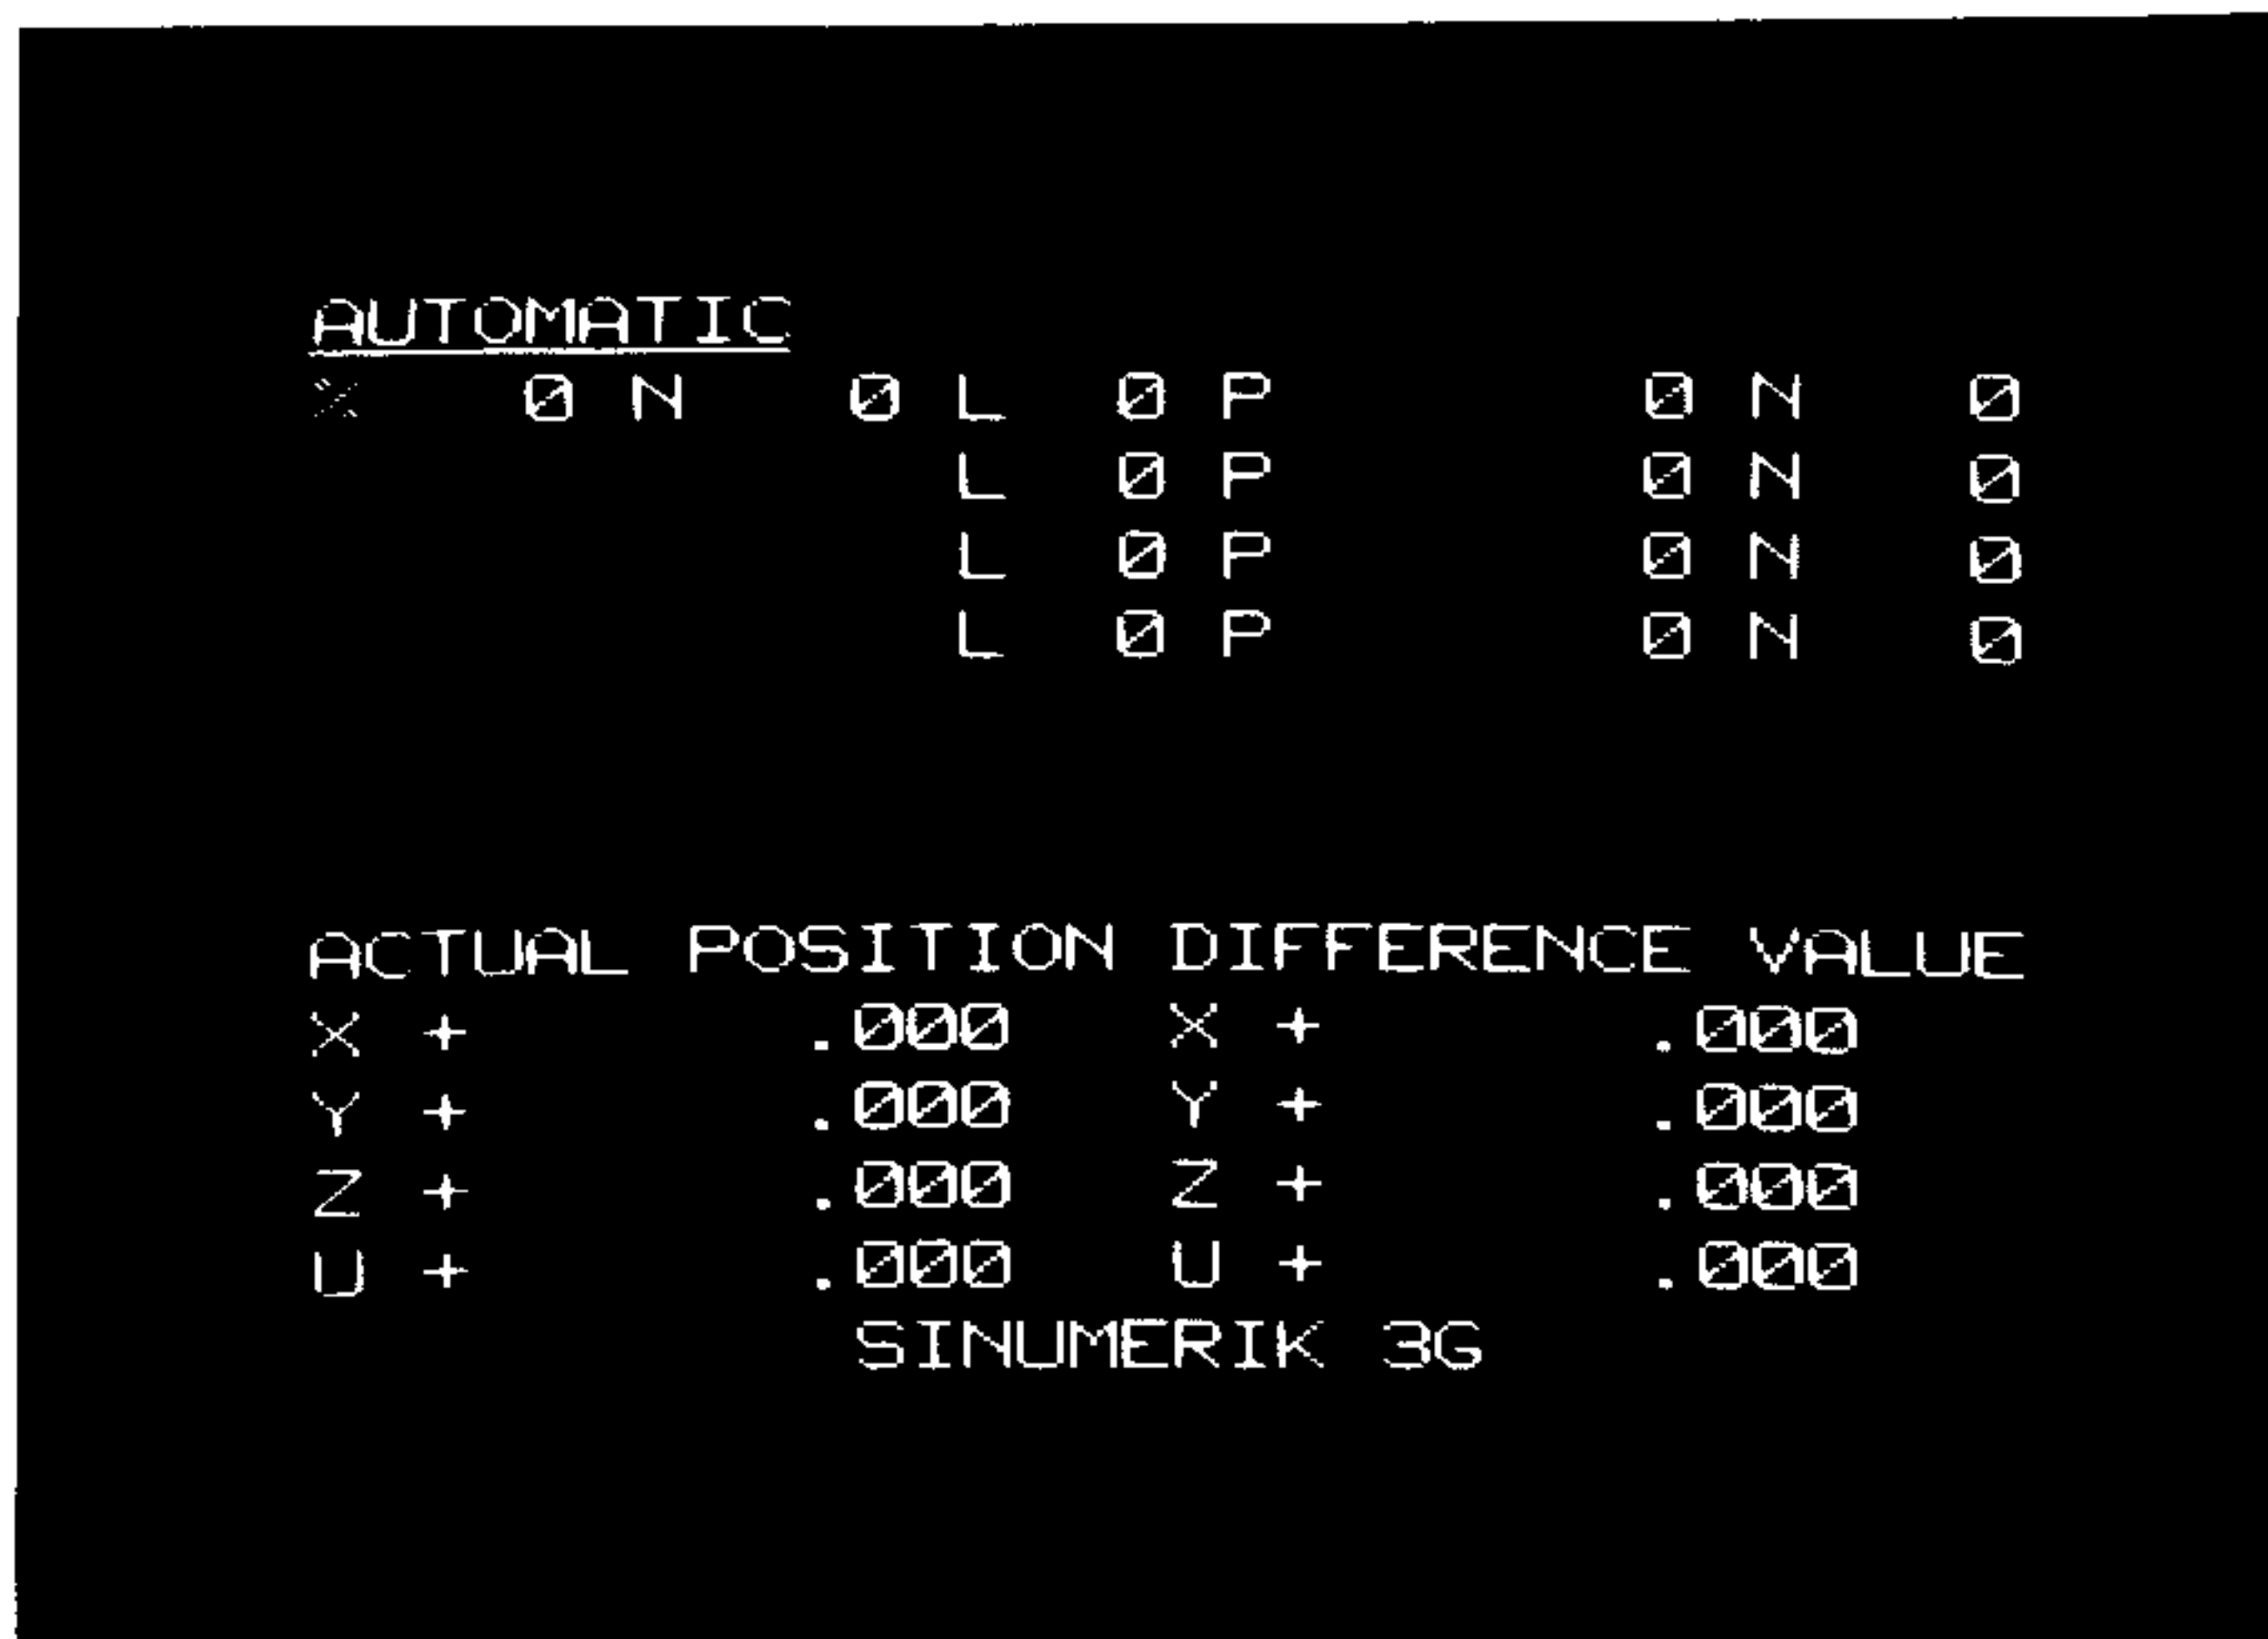 AUTOMATIC
% 0 N 0 L 0 P 0 N 0
L 0 P 0 N 0
L 0 P 0 N 0
L 0 P 0 N 0
ACTUAL POSITION DIFFERENCE VALUE
X + .000 X + .000
Y + .000 Y + .000
Z + .000 Z + .000
U + .000 U + .000
SINUMERIK 3G